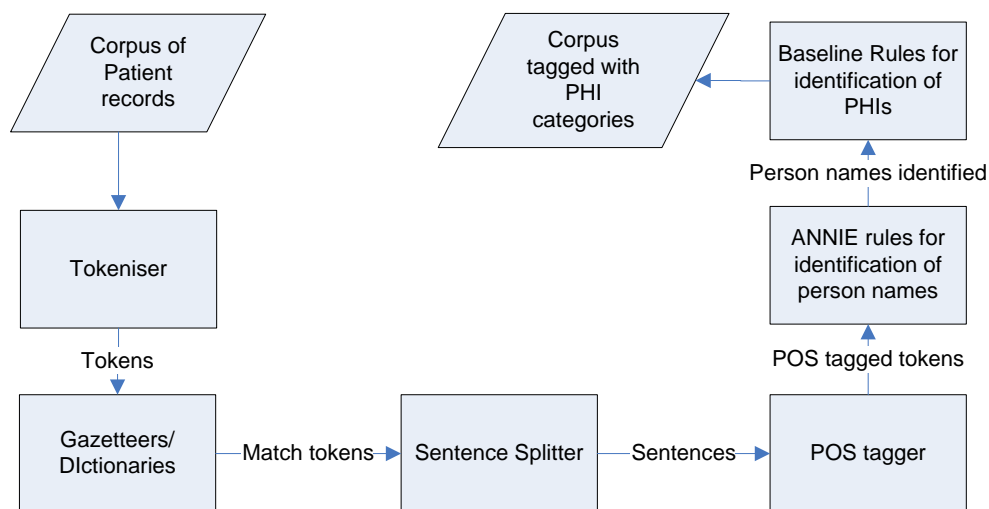 Corpus of
Patient
records
Tokeniser
Tokens
Gazetteers/
DIctionaries
Match tokens
Sentence Splitter
Sentences
POS tagger
POS tagged tokens
ANNIE rules for
identification of
person names
Person names identified
Baseline Rules for
identification of
PHIs
Corpus
tagged with
PHI
categories